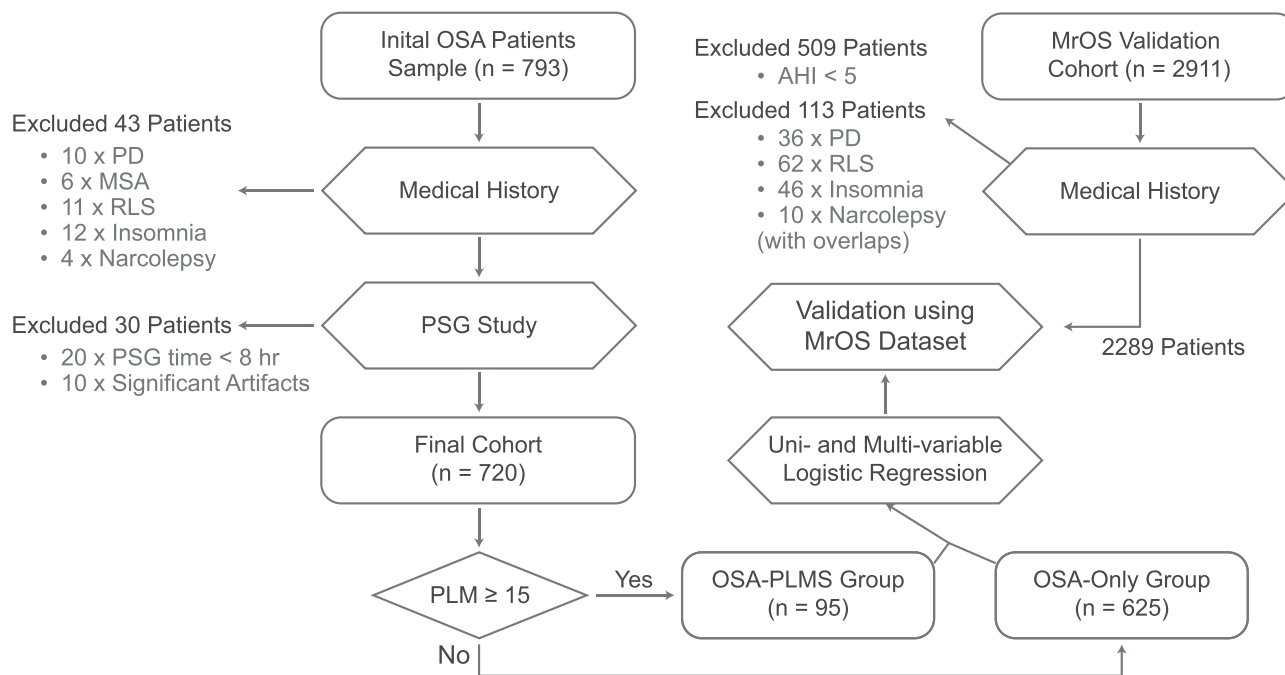 Inital OSA Patients
Sample (n = 793)
Excluded 43 Patients
• 10 x PD
• 6 x MSA
• 11 x RLS
• 12 x Insomnia
• 4 x Narcolepsy
Medical History
Excluded 30 Patients
• 20 x PSG time < 8 hr
• 10 x Significant Artifacts
PSG Study
Final Cohort
(n = 720)
PLM ≥ 15
Yes
No
OSA-PLMS Group
(n = 95)
OSA-Only Group
(n = 625)
Uni- and Multi-variable
Logistic Regression
Validation using
MrOS Dataset
MrOS Validation
Cohort (n = 2911)
Excluded 509 Patients
• AHI < 5
Excluded 113 Patients
• 36 x PD
• 62 x RLS
• 46 x Insomnia
• 10 x Narcolepsy
(with overlaps)
Medical History
2289 Patients